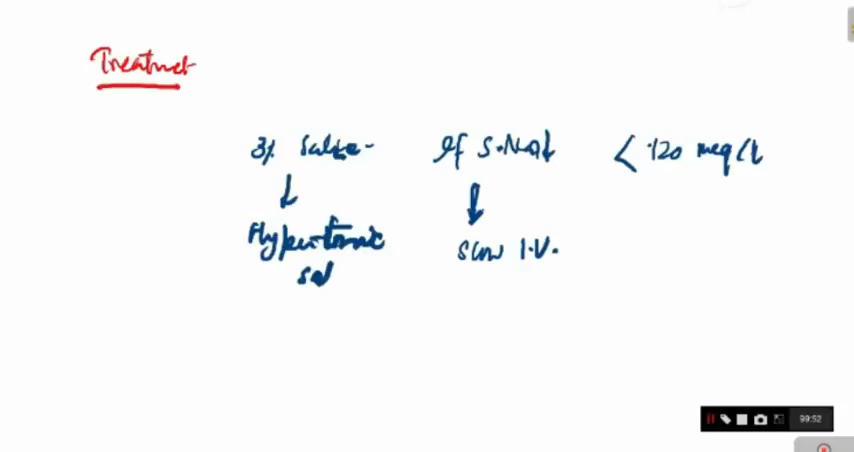 Treatment
3% Saline If S.Na+ < 120 meq/L
↓ ↓
Hypertonic Slow I.V.
sol
99:52